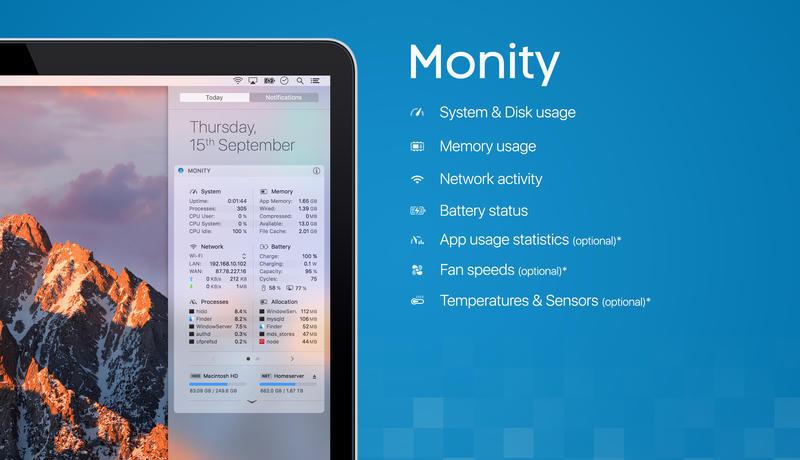 Today Notifications
Thursday,
15th September
MONITY
System
Uptime: 0:01:44
Processes: 305
CPU User: 0 %
CPU System: 0 %
CPU Idle: 100 %
Memory
App Memory: 1.65 GB
Wired: 1.39 GB
Compressed: 0 MB
Available: 13.0 GB
File Cache: 2.01 GB
Network
Wi-Fi
LAN: 192.168.10.102
WAN: 87.78.227.16
0 KB/s 212 KB
0 KB/s 1 MB
Battery
Charge: 100 %
Charging: 0.1 W
Capacity: 95 %
Cycles: 75
58 % 77 %
Processes
hidd 8.4%
Finder 8.2%
WindowServer 7.5%
authd 0.3%
cfprefsd 0.2%
Allocation
WindowSer. 112 MB
mysqld 106 MB
Finder 52 MB
mds_stores 47 MB
node 44 MB
HDD Macintosh HD
83.09 GB / 249.8 GB
NET Homeserver
662.0 GB / 1.87 TB
Monity
System & Disk usage
Memory usage
Network activity
Battery status
App usage statistics (optional)*
Fan speeds (optional)*
Temperatures & Sensors (optional)*